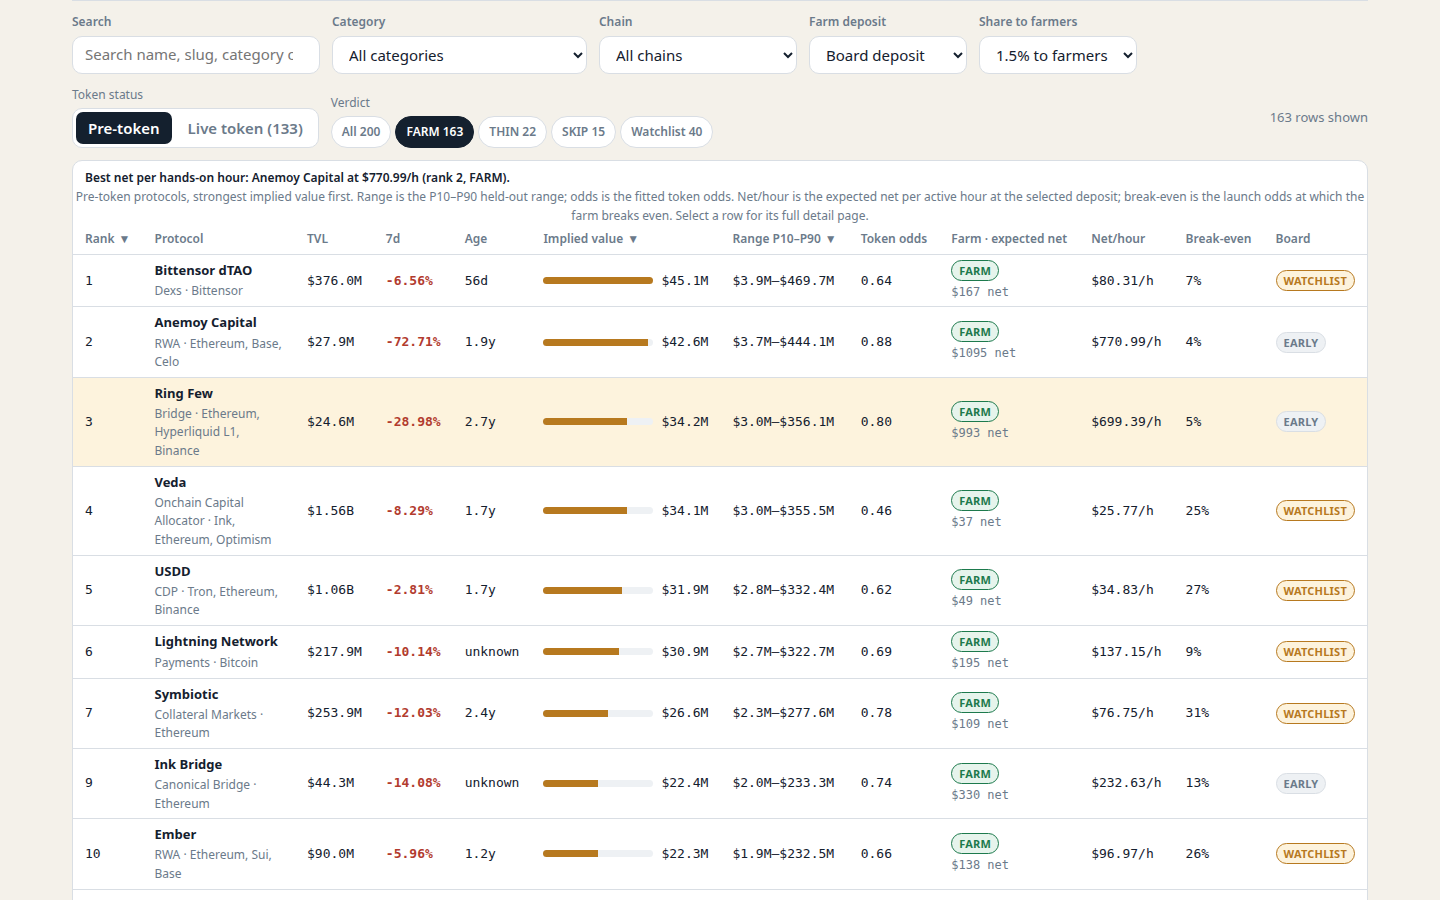 Search
Category
Chain
Farm deposit
Share to farmers
Search name, slug, category c
All categories
All chains
Board deposit
1.5% to farmers
Token status
Verdict
Pre-token
Live token (133)
All 200
FARM 163
THIN 22
SKIP 15
Watchlist 40
163 rows shown
Best net per hands-on hour: Anemoy Capital at $770.99/h (rank 2, FARM).
Pre-token protocols, strongest implied value first. Range is the P10–P90 held-out range; odds is the fitted token odds. Net/hour is the expected net per active hour at the selected deposit; break-even is the launch odds at which the
farm breaks even. Select a row for its full detail page.
Rank ▼ Protocol TVL 7d Age Implied value ▼ Range P10–P90 ▼ Token odds Farm · expected net Net/hour Break-even Board
1 Bittensor dTAO $376.0M -6.56% 56d $45.1M $3.9M–$469.7M 0.64 FARM $80.31/h 7% WATCHLIST
Dexs · Bittensor $167 net
2 Anemoy Capital $27.9M -72.71% 1.9y $42.6M $3.7M–$444.1M 0.88 FARM $770.99/h 4% EARLY
RWA · Ethereum, Base, $1095 net
Celo
3 Ring Few $24.6M -28.98% 2.7y $34.2M $3.0M–$356.1M 0.80 FARM $699.39/h 5% EARLY
Bridge · Ethereum, $993 net
Hyperliquid L1,
Binance
4 Veda $1.56B -8.29% 1.7y $34.1M $3.0M–$355.5M 0.46 FARM $25.77/h 25% WATCHLIST
Onchain Capital $37 net
Allocator · Ink,
Ethereum, Optimism
5 USDD $1.06B -2.81% 1.7y $31.9M $2.8M–$332.4M 0.62 FARM $34.83/h 27% WATCHLIST
CDP · Tron, Ethereum, $49 net
Binance
6 Lightning Network $217.9M -10.14% unknown $30.9M $2.7M–$322.7M 0.69 FARM $137.15/h 9% WATCHLIST
Payments · Bitcoin $195 net
7 Symbiotic $253.9M -12.03% 2.4y $26.6M $2.3M–$277.6M 0.78 FARM $76.75/h 31% WATCHLIST
Collateral Markets · $109 net
Ethereum
9 Ink Bridge $44.3M -14.08% unknown $22.4M $2.0M–$233.3M 0.74 FARM $232.63/h 13% EARLY
Canonical Bridge · $330 net
Ethereum
10 Ember $90.0M -5.96% 1.2y $22.3M $1.9M–$232.5M 0.66 FARM $96.97/h 26% WATCHLIST
RWA · Ethereum, Sui, $138 net
Base